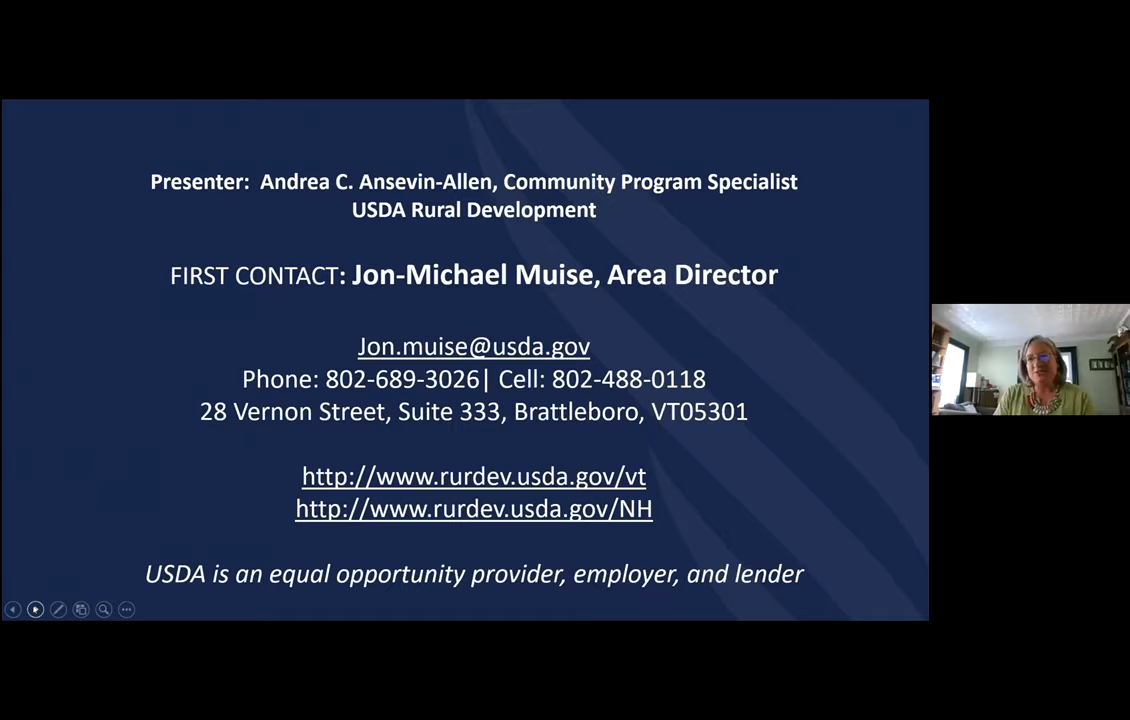 Presenter:  Andrea C. Ansevin-Allen, Community Program Specialist
USDA Rural Development
FIRST CONTACT: Jon-Michael Muise, Area Director
Jon.muise@usda.gov
Phone: 802-689-3026| Cell: 802-488-0118
28 Vernon Street, Suite 333, Brattleboro, VT05301
http://www.rurdev.usda.gov/vt
http://www.rurdev.usda.gov/NH
USDA is an equal opportunity provider, employer, and lender